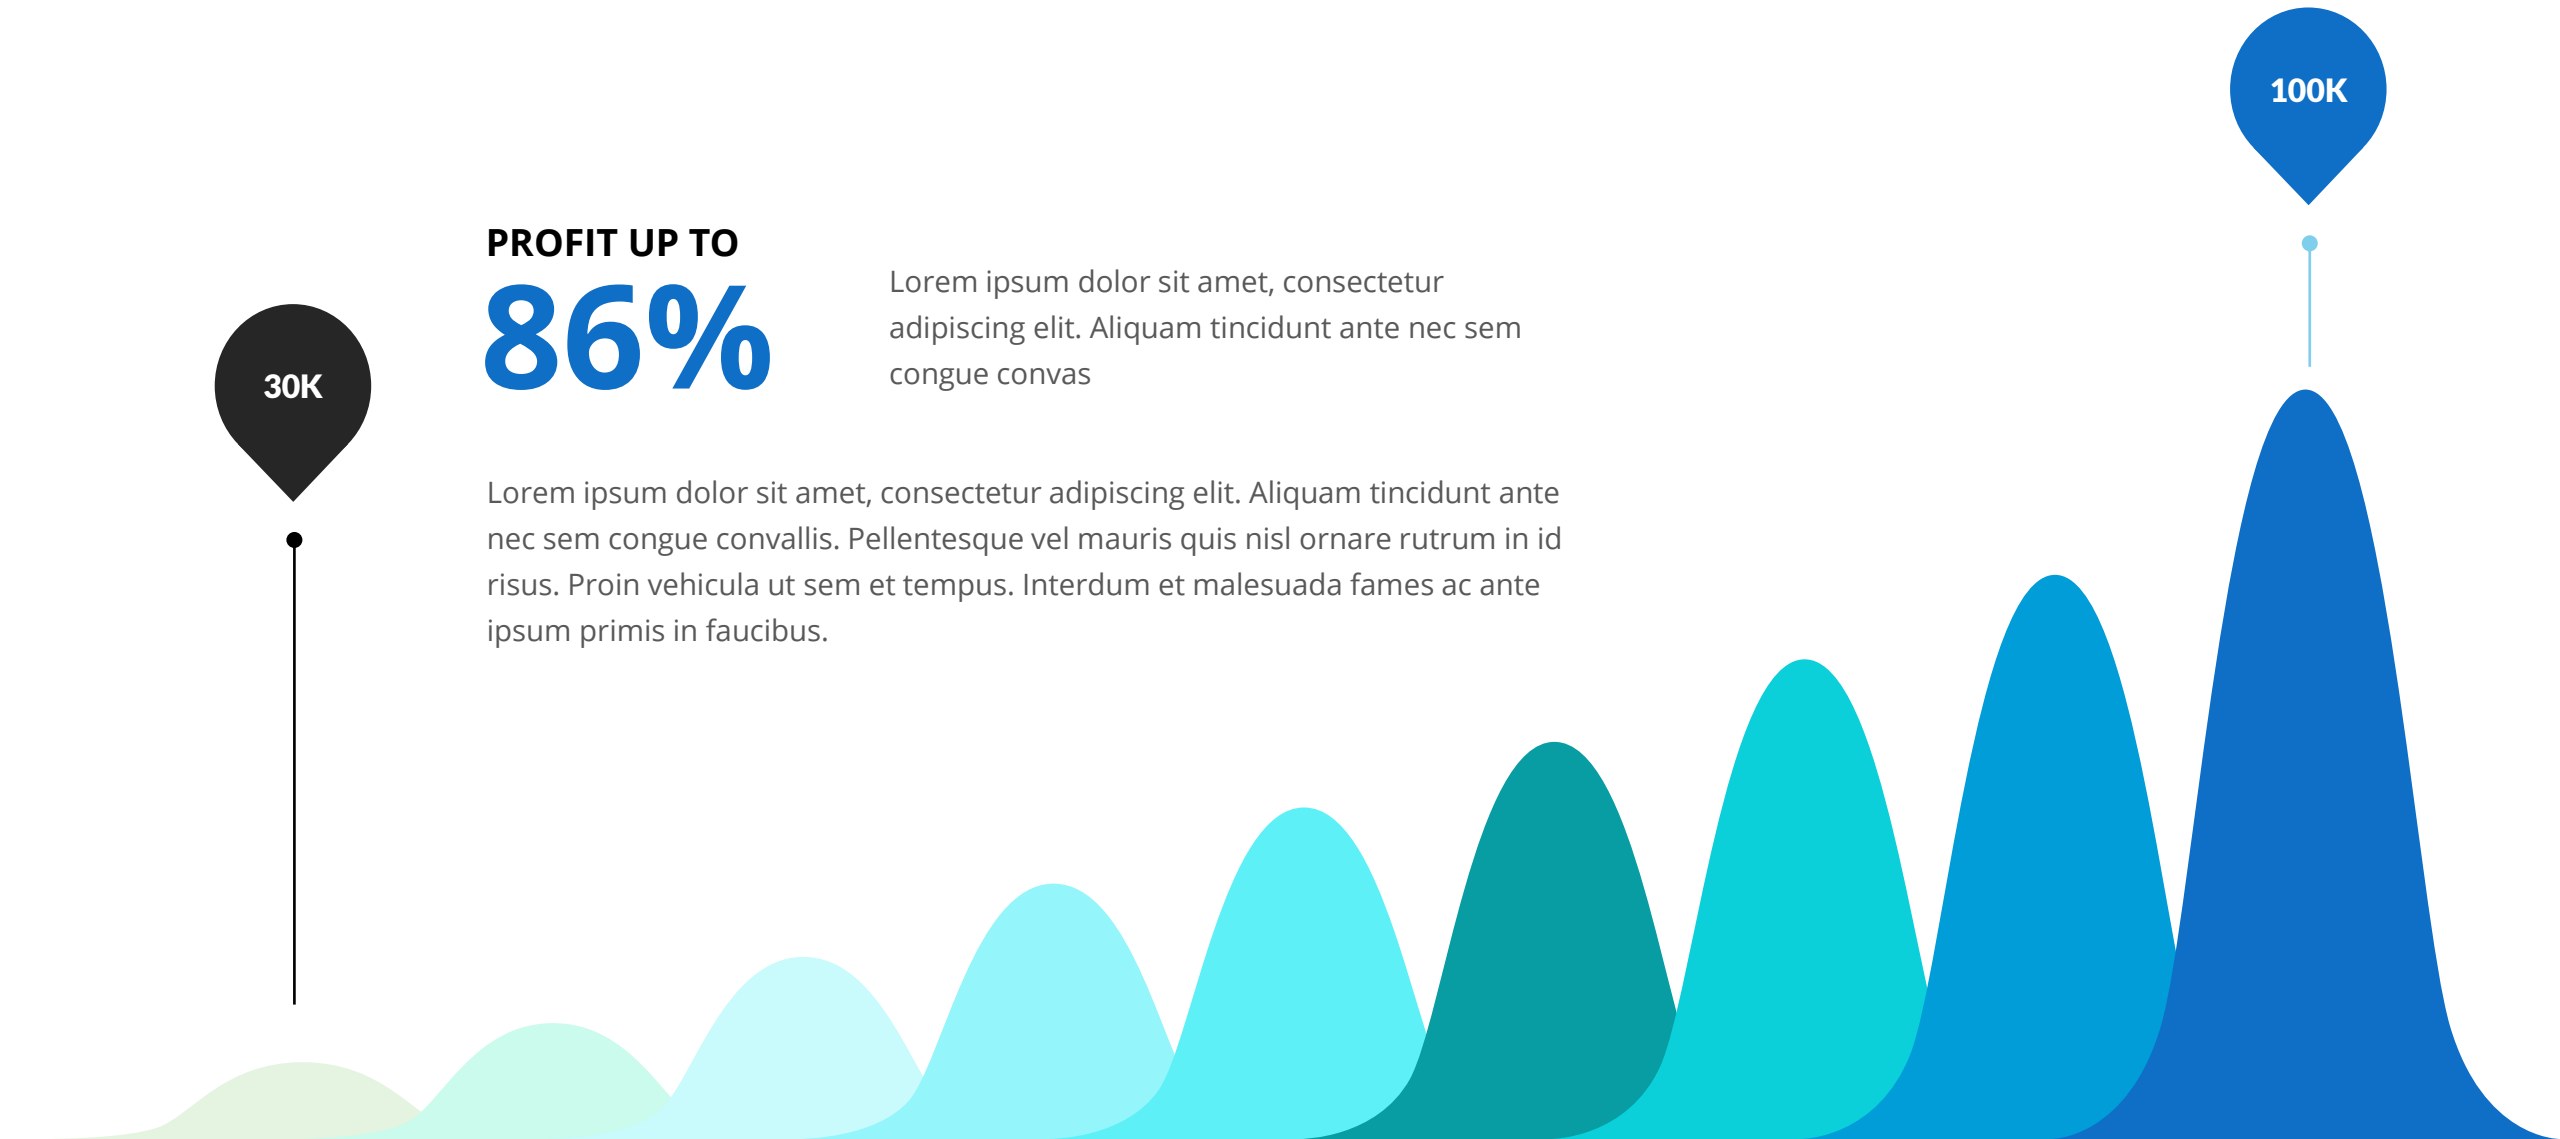 100K
PROFIT UP TO
86%
Lorem ipsum dolor sit amet, consectetur
adipiscing elit. Aliquam tincidunt ante nec sem
congue convas
30K
Lorem ipsum dolor sit amet, consectetur adipiscing elit. Aliquam tincidunt ante
nec sem congue convallis. Pellentesque vel mauris quis nisl ornare rutrum in id
risus. Proin vehicula ut sem et tempus. Interdum et malesuada fames ac ante
ipsum primis in faucibus.